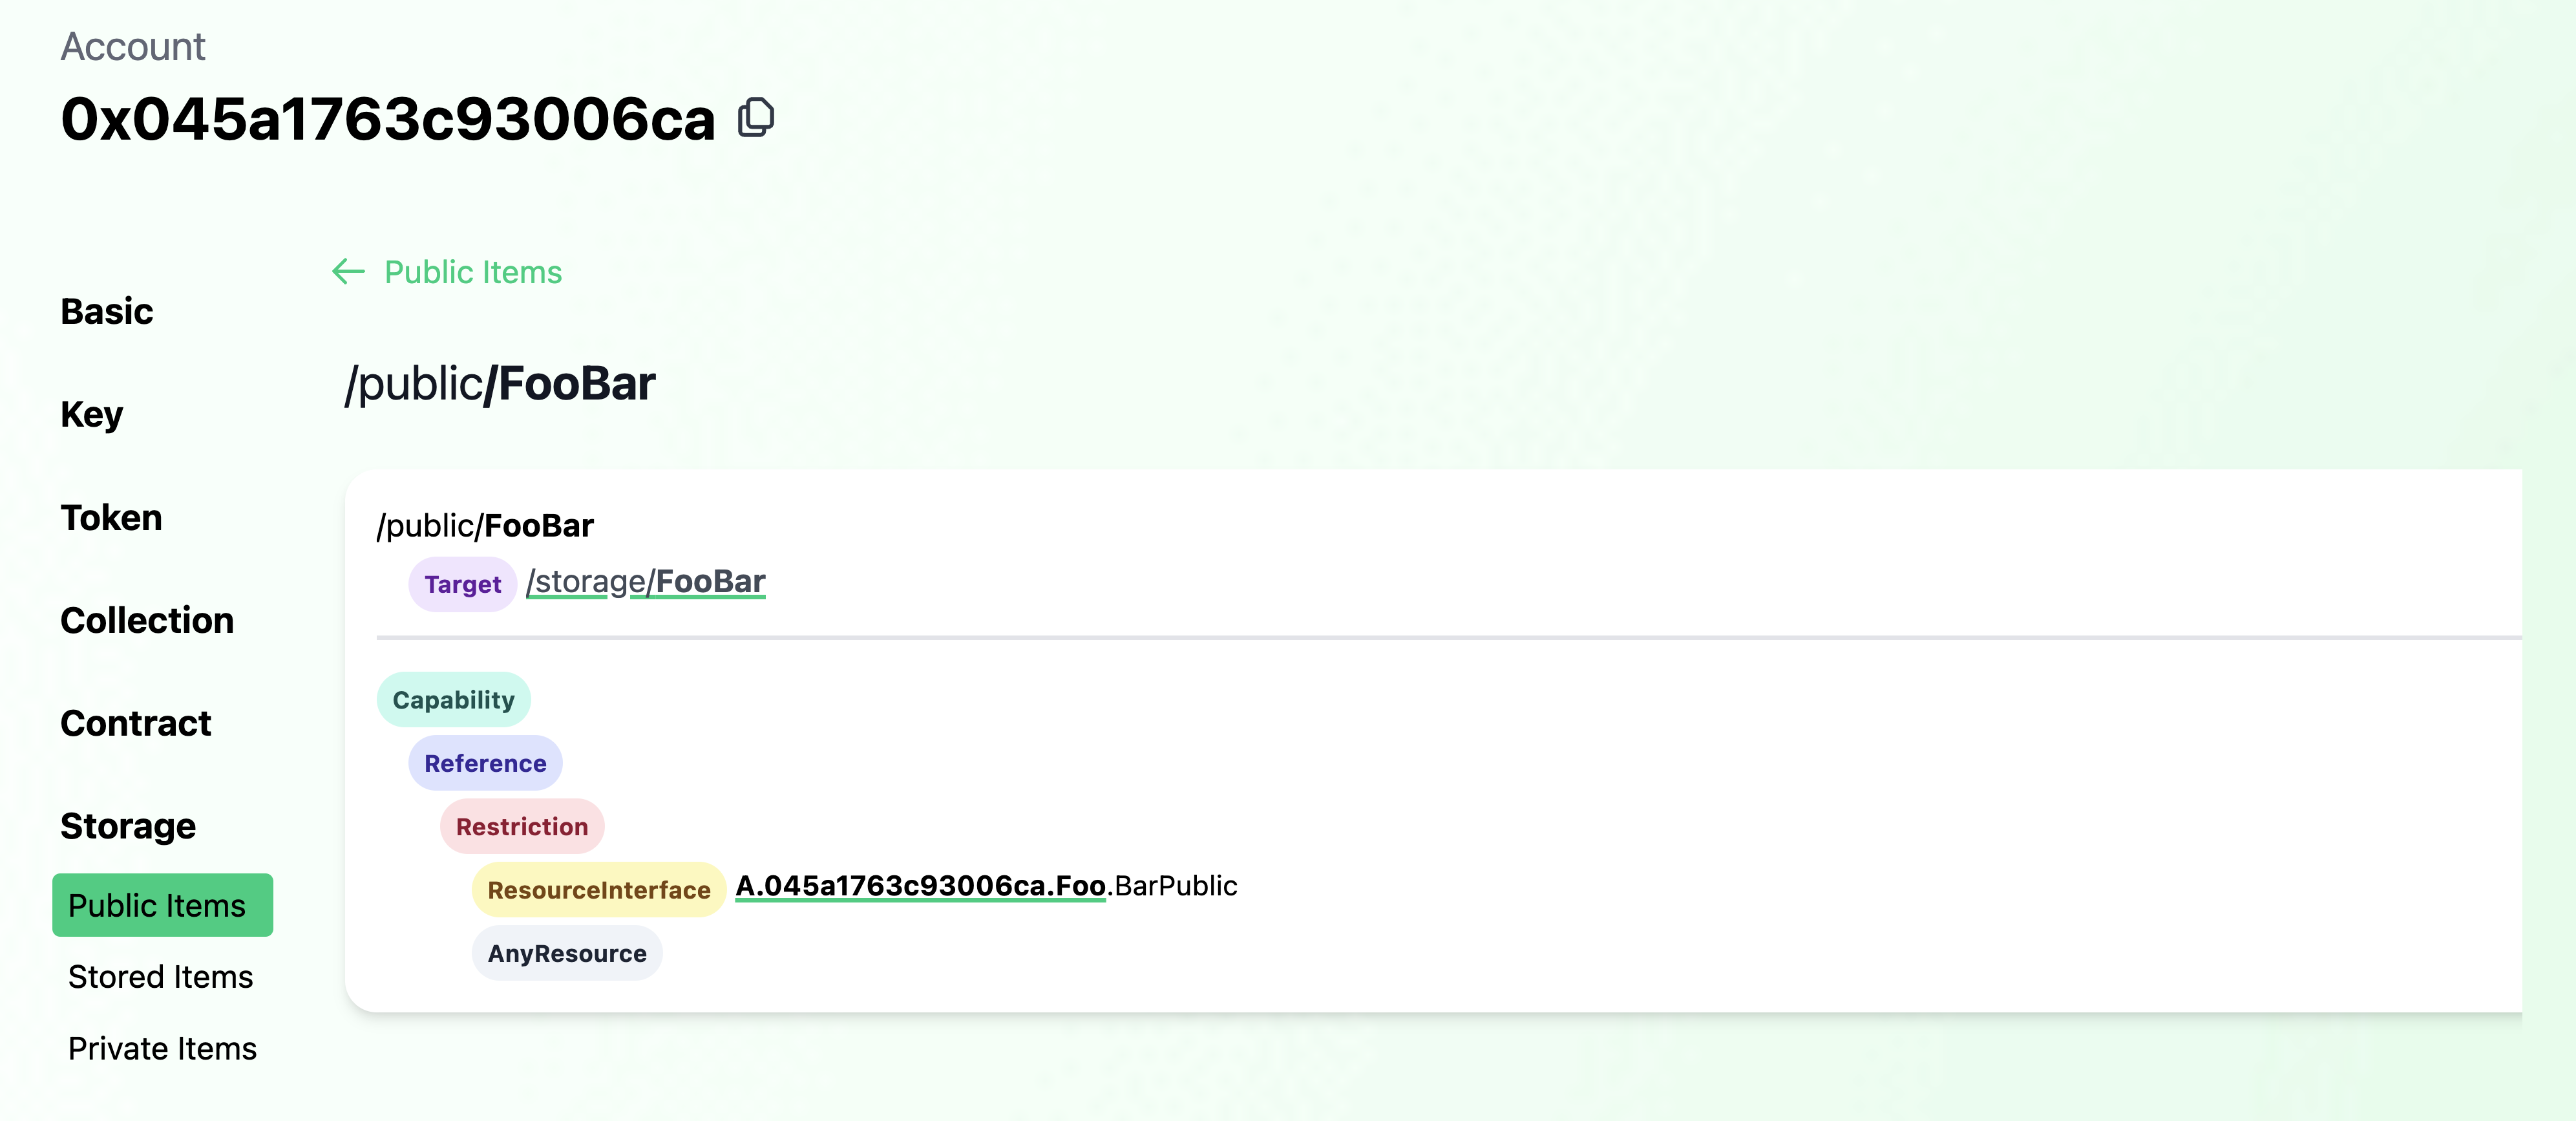 Account
0x045a1763c93006ca
Basic
Key
Token
Collection
Contract
Storage
Public Items
Stored Items
Private Items
Public Items
/public/FooBar
/public/FooBar
Target /storage/FooBar
Capability
Reference
Restriction
ResourceInterface A.045a1763c93006ca.Foo.BarPublic
AnyResource